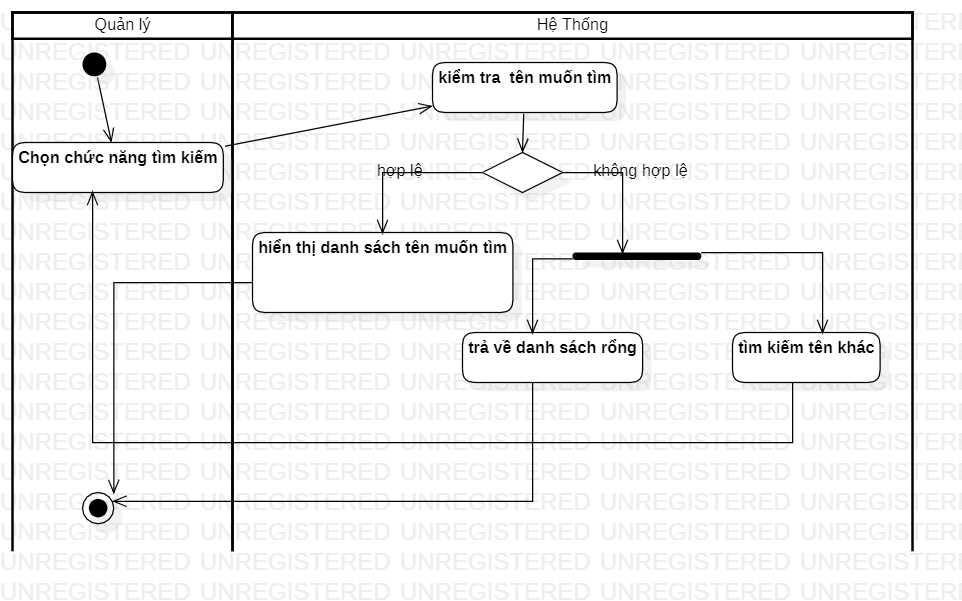 Quản lý
Hệ Thống
kiểm tra  tên muốn tìm
Chọn chức năng tìm kiếm
hợp lệ
không hợp lệ
hiển thị danh sách tên muốn tìm
trả về danh sách rổng
tìm kiếm tên khác
UNREGISTERED